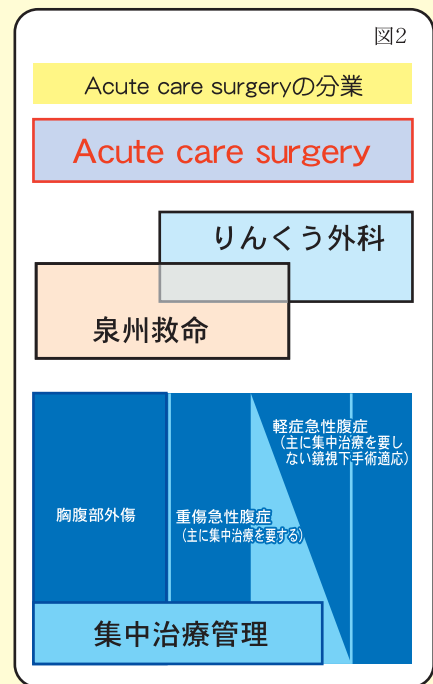 図2
Acute care surgeryの分業
Acute care surgery
りんくう外科
泉州救命
軽症急性腹症
(主に集中治療を要し
ない鏡視下手術適応)
胸腹部外傷
重傷急性腹症
(主に集中治療を要する)
集中治療管理